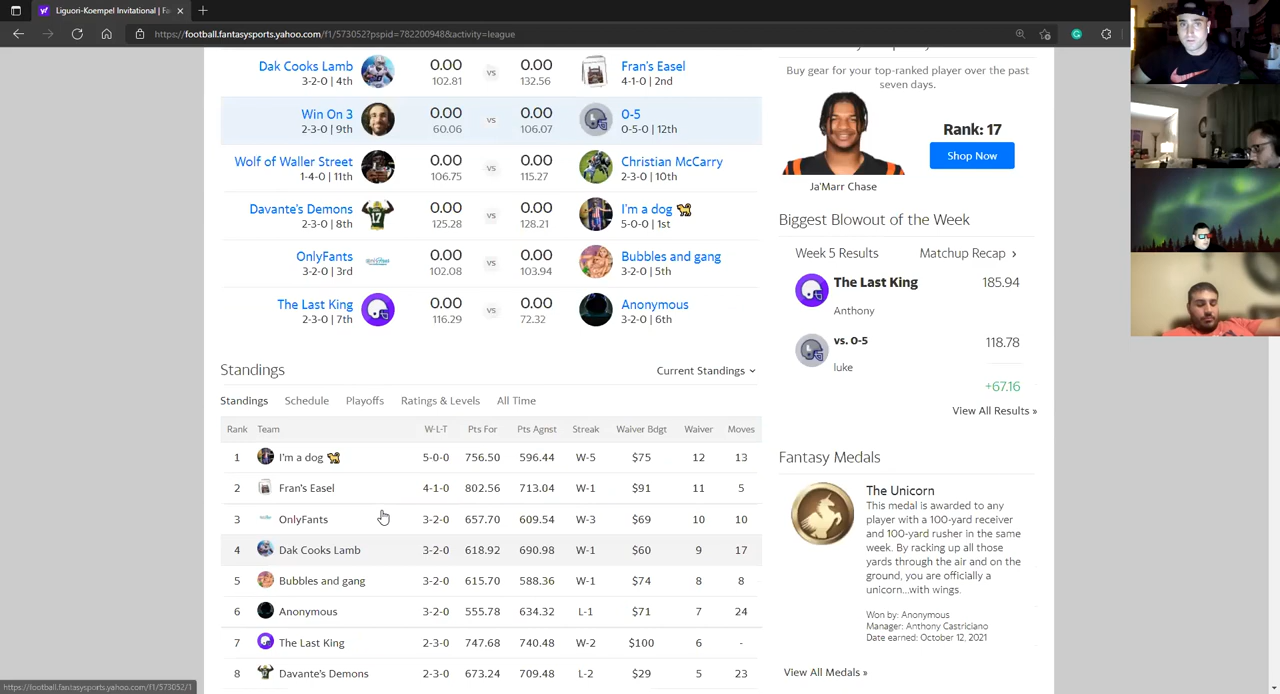 Liguori-Koempel Invitational | F
https://football.fantasysports.yahoo.com/f1/573052?pspid=782200948&activity=league
Dak Cooks Lamb 0.00 vs 0.00 Fran's Easel
3-2-0 | 4th 102.81 132.56 4-1-0 | 2nd
Win On 3 0.00 vs 0.00 0-5
2-3-0 | 9th 60.06 106.07 0-5-0 | 12th
Wolf of Waller Street 0.00 vs 0.00 Christian McCarry
1-4-0 | 11th 106.75 115.27 2-3-0 | 10th
Davante's Demons 0.00 vs 0.00 I'm a dog
2-3-0 | 8th 125.28 128.21 5-0-0 | 1st
OnlyFants 0.00 vs 0.00 Bubbles and gang
3-2-0 | 3rd 102.08 103.94 3-2-0 | 5th
The Last King 0.00 vs 0.00 Anonymous
2-3-0 | 7th 116.29 72.32 3-2-0 | 6th
Standings Current Standings
Standings Schedule Playoffs Ratings & Levels All Time
Rank Team W-L-T Pts For Pts Agnst Streak Waiver Bdgt Waiver Moves
1 I'm a dog 5-0-0 756.50 596.44 W-5 $75 12 13
2 Fran's Easel 4-1-0 802.56 713.04 W-1 $91 11 5
3 OnlyFants 3-2-0 657.70 609.54 W-3 $69 10 10
4 Dak Cooks Lamb 3-2-0 618.92 690.98 W-1 $60 9 17
5 Bubbles and gang 3-2-0 615.70 588.36 W-1 $74 8 8
6 Anonymous 3-2-0 555.78 634.32 L-1 $71 7 24
7 The Last King 2-3-0 747.68 740.48 W-2 $100 6 -
8 Davante's Demons 2-3-0 673.24 709.48 L-2 $29 5 23
Buy gear for your top-ranked player over the past
seven days.
Rank: 17
Shop Now
Ja'Marr Chase
Biggest Blowout of the Week
Week 5 Results Matchup Recap ›
The Last King 185.94
Anthony
vs. 0-5 118.78
luke
+67.16
View All Results »
Fantasy Medals
The Unicorn
This medal is awarded to any
player with a 100-yard receiver
and 100-yard rusher in the same
week. By racking up all those
yards through the air and on the
ground, you are officially a
unicorn...with wings.
Won by: Anonymous
Manager: Anthony Castriciano
Date earned: October 12, 2021
View All Medals »
https://football.fantasysports.yahoo.com/f1/573052/1